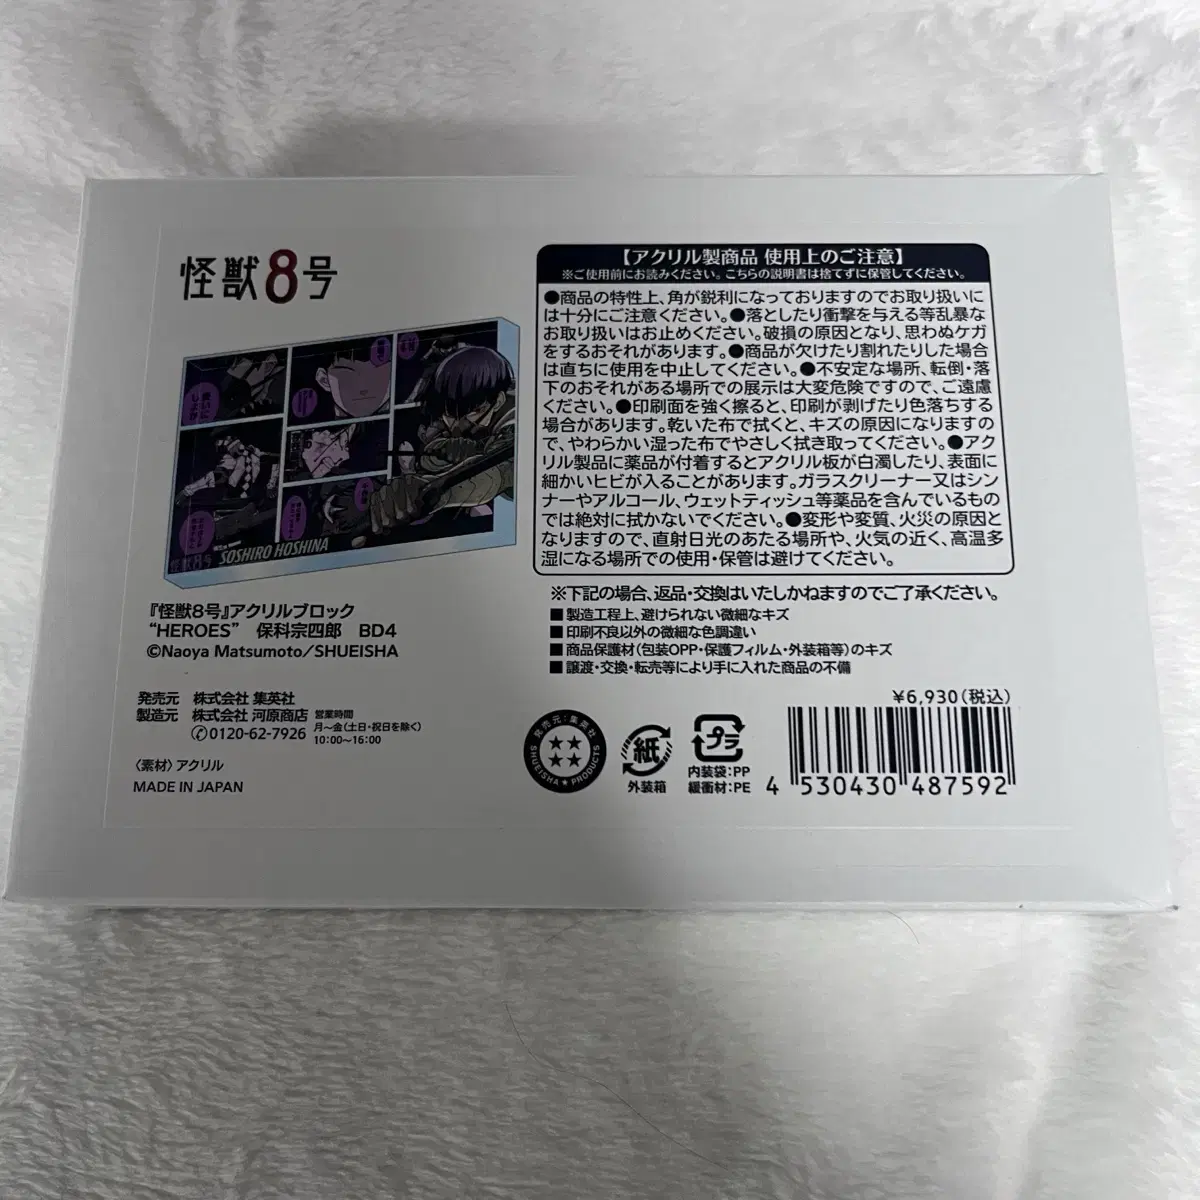 怪獣8号
SOSHIRO HOSHINA
怪獣8号
『怪獣8号』アクリルブロック
"HEROES" 保科宗四郎 BD4
©Naoya Matsumoto/SHUEISHA
発売元 株式会社 集英社
製造元 株式会社 河原商店 営業時間
✆0120-62-7926 月~金(土日・祝日を除く)
10:00~16:00
〈素材〉アクリル
MADE IN JAPAN
【アクリル製商品 使用上のご注意】
※ご使用前にお読みください。こちらの説明書は捨てずに保管してください。
●商品の特性上、角が鋭利になっておりますのでお取り扱いに
は十分にご注意ください。●落としたり衝撃を与える等乱暴な
お取り扱いはお止めください。破損の原因となり、思わぬケガ
をするおそれがあります。●商品が欠けたり割れたりした場合
は直ちに使用を中止してください。●不安定な場所、転倒・落
下のおそれがある場所での展示は大変危険ですので、ご遠慮
ください。●印刷面を強く擦ると、印刷が剥げたり色落ちする
場合があります。乾いた布で拭くと、キズの原因になりますの
で、やわらかい湿った布でやさしく拭き取ってください。●アク
リル製品に薬品が付着するとアクリル板が白濁したり、表面に
細かいヒビが入ることがあります。ガラスクリーナー又はシン
ナーやアルコール、ウェットティッシュ等薬品を含んでいるもの
では絶対に拭かないでください。●変形や変質、火災の原因と
なりますので、直射日光のあたる場所や、火気の近く、高温多
湿になる場所での使用・保管は避けてください。
※下記の場合、返品・交換はいたしかねますのでご了承ください。
■製造工程上、避けられない微細なキズ
■印刷不良以外の微細な色調違い
■商品保護材(包装OPP・保護フィルム・外装箱等)のキズ
■譲渡・交換・転売等により手に入れた商品の不備
¥6,930(税込)
発売元:集英社
SHUEISHA★PRODUCTS
紙
外装箱
プラ
内装袋:PP
緩衝材:PE
4 530430 487592